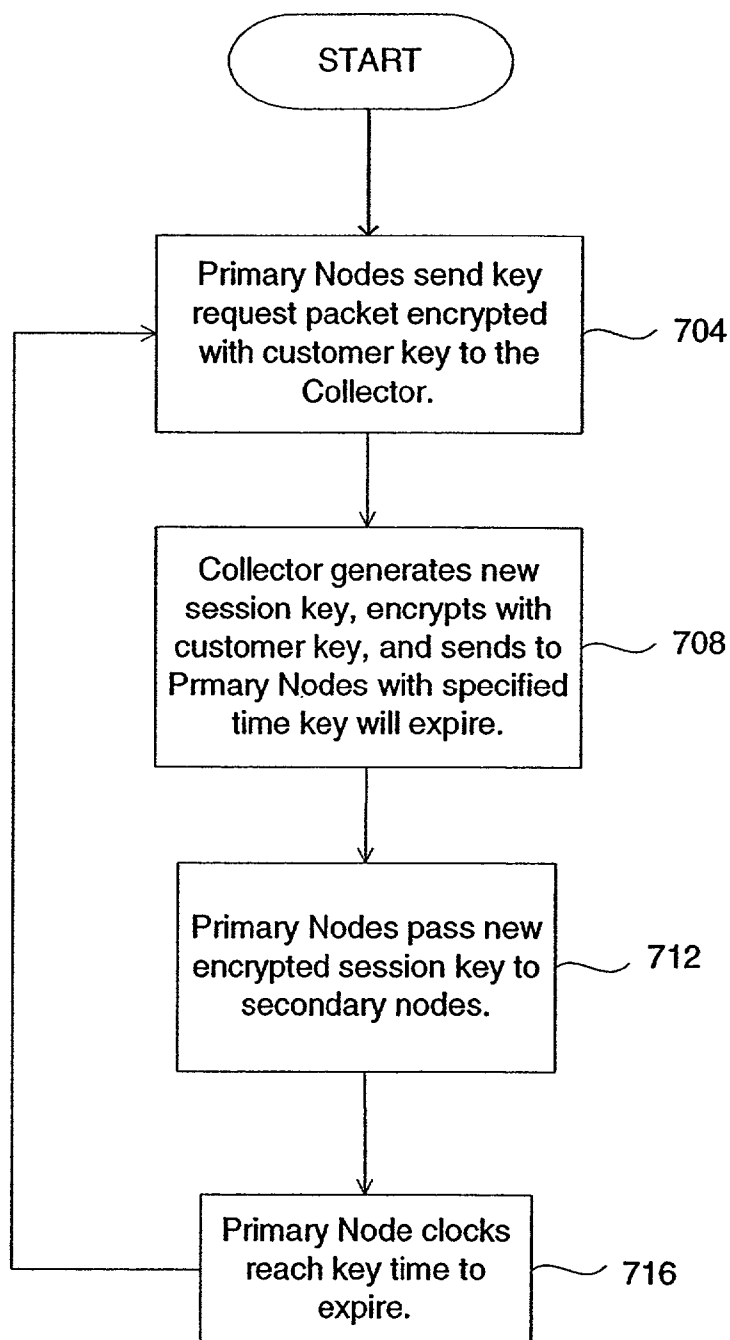 START
Primary Nodes send key
request packet encrypted
with customer key to the
Collector.
704
Collector generates new
session key, encrypts with
customer key, and sends to
Prmary Nodes with specified
time key will expire.
708
Primary Nodes pass new
encrypted session key to
secondary nodes.
712
Primary Node clocks
reach key time to
expire.
716